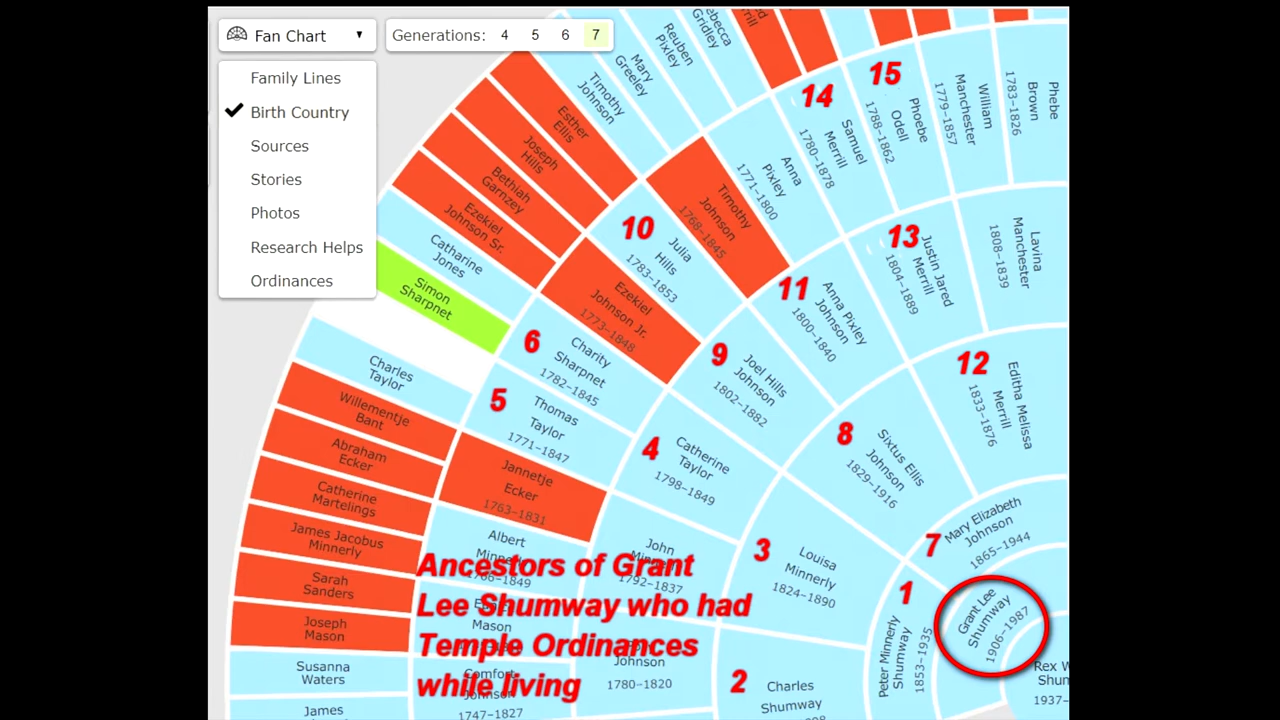 Fan Chart
Generations: 4 5 6 7
Family Lines
Birth Country
Sources
Stories
Photos
Research Helps
Ordinances
Reuben
Pixley
Mary
Greeley
Timothy
Johnson
Esther
Ellis
Joseph
Hills
Bethiah
Garnzey
Ezekiel
Johnson Sr.
Catharine
Jones
Simon
Sharpnet
Charles
Taylor
Willementje
Bant
Abraham
Ecker
Catherine
Martelings
James Jacobus
Minnerly
Sarah
Sanders
Joseph
Mason
Susanna
Waters
James
Gridley
15
Phoebe
Odell
1788–1862
William
Manchester
1779–1857
Phebe
Brown
1783–1826
14
Samuel
Merrill
1780–1878
Anna
Pixley
1771–1800
Timothy
Johnson
1768–1845
10
Julia
Hills
1783–1853
Ezekiel
Johnson Jr.
1773–1848
6
Charity
Sharpnet
1782–1845
5
Thomas
Taylor
1771–1847
Jannetje
Ecker
1763–1831
Albert
1766–1849
Mason
Comfort
Johnson
1747–1827
13
Justin Jared
Merrill
1804–1889
Lavina
Manchester
1808–1839
11
Anna Pixley
Johnson
1800–1840
9
Joel Hills
Johnson
1802–1882
4
Catherine
Taylor
1798–1849
John
1792–1837
Johnson
1780–1820
12
Editha Melissa
Merrill
1833–1876
8
Sixtus Ellis
Johnson
1829–1916
3
Louisa
Minnerly
1824–1890
2
Charles
Shumway
7
Mary Elizabeth
Johnson
1865–1944
1
Peter Minnerly
Shumway
1853–1935
Grant Lee
Shumway
1906–1987
Rex W
Shum
1937–
Ancestors of Grant
Lee Shumway who had
Temple Ordinances
while living